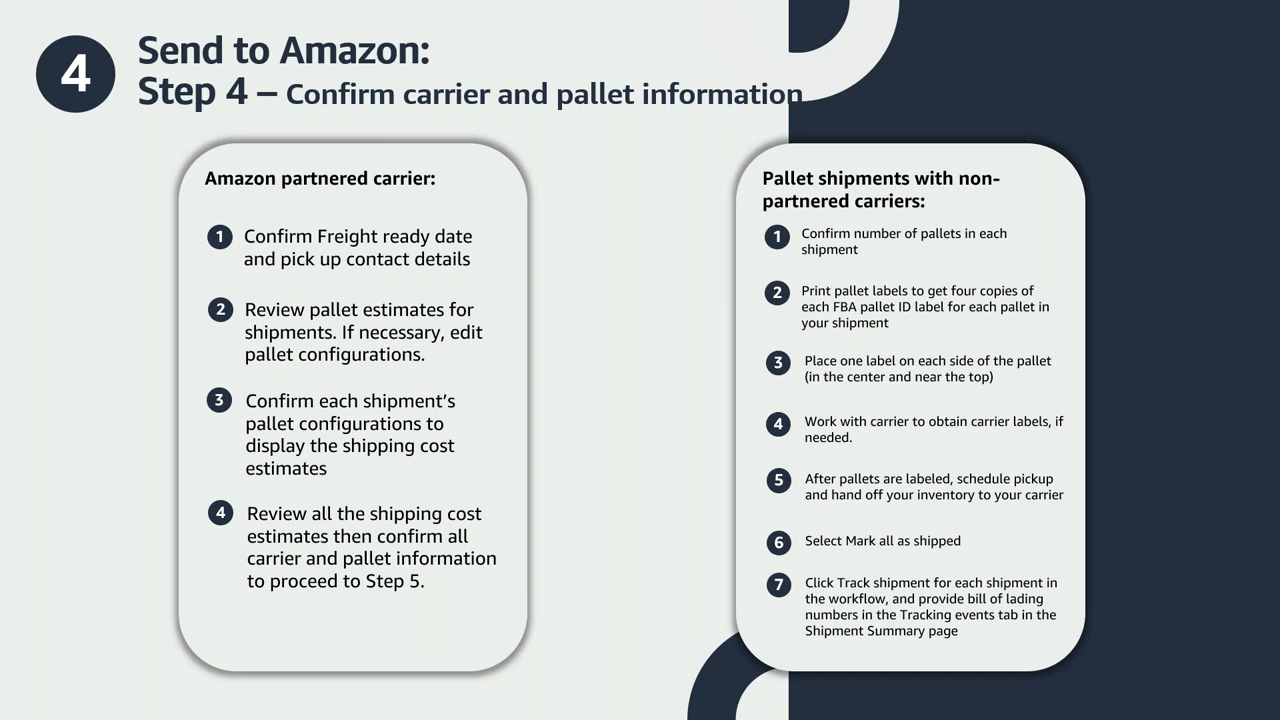 4
Send to Amazon:
Step 4 – Confirm carrier and pallet information
Amazon partnered carrier:
1 Confirm Freight ready date
and pick up contact details
2 Review pallet estimates for
shipments. If necessary, edit
pallet configurations.
3 Confirm each shipment’s
pallet configurations to
display the shipping cost
estimates
4 Review all the shipping cost
estimates then confirm all
carrier and pallet information
to proceed to Step 5.
Pallet shipments with non-
partnered carriers:
1 Confirm number of pallets in each
shipment
2 Print pallet labels to get four copies of
each FBA pallet ID label for each pallet in
your shipment
3 Place one label on each side of the pallet
(in the center and near the top)
4 Work with carrier to obtain carrier labels, if
needed.
5 After pallets are labeled, schedule pickup
and hand off your inventory to your carrier
6 Select Mark all as shipped
7 Click Track shipment for each shipment in
the workflow, and provide bill of lading
numbers in the Tracking events tab in the
Shipment Summary page